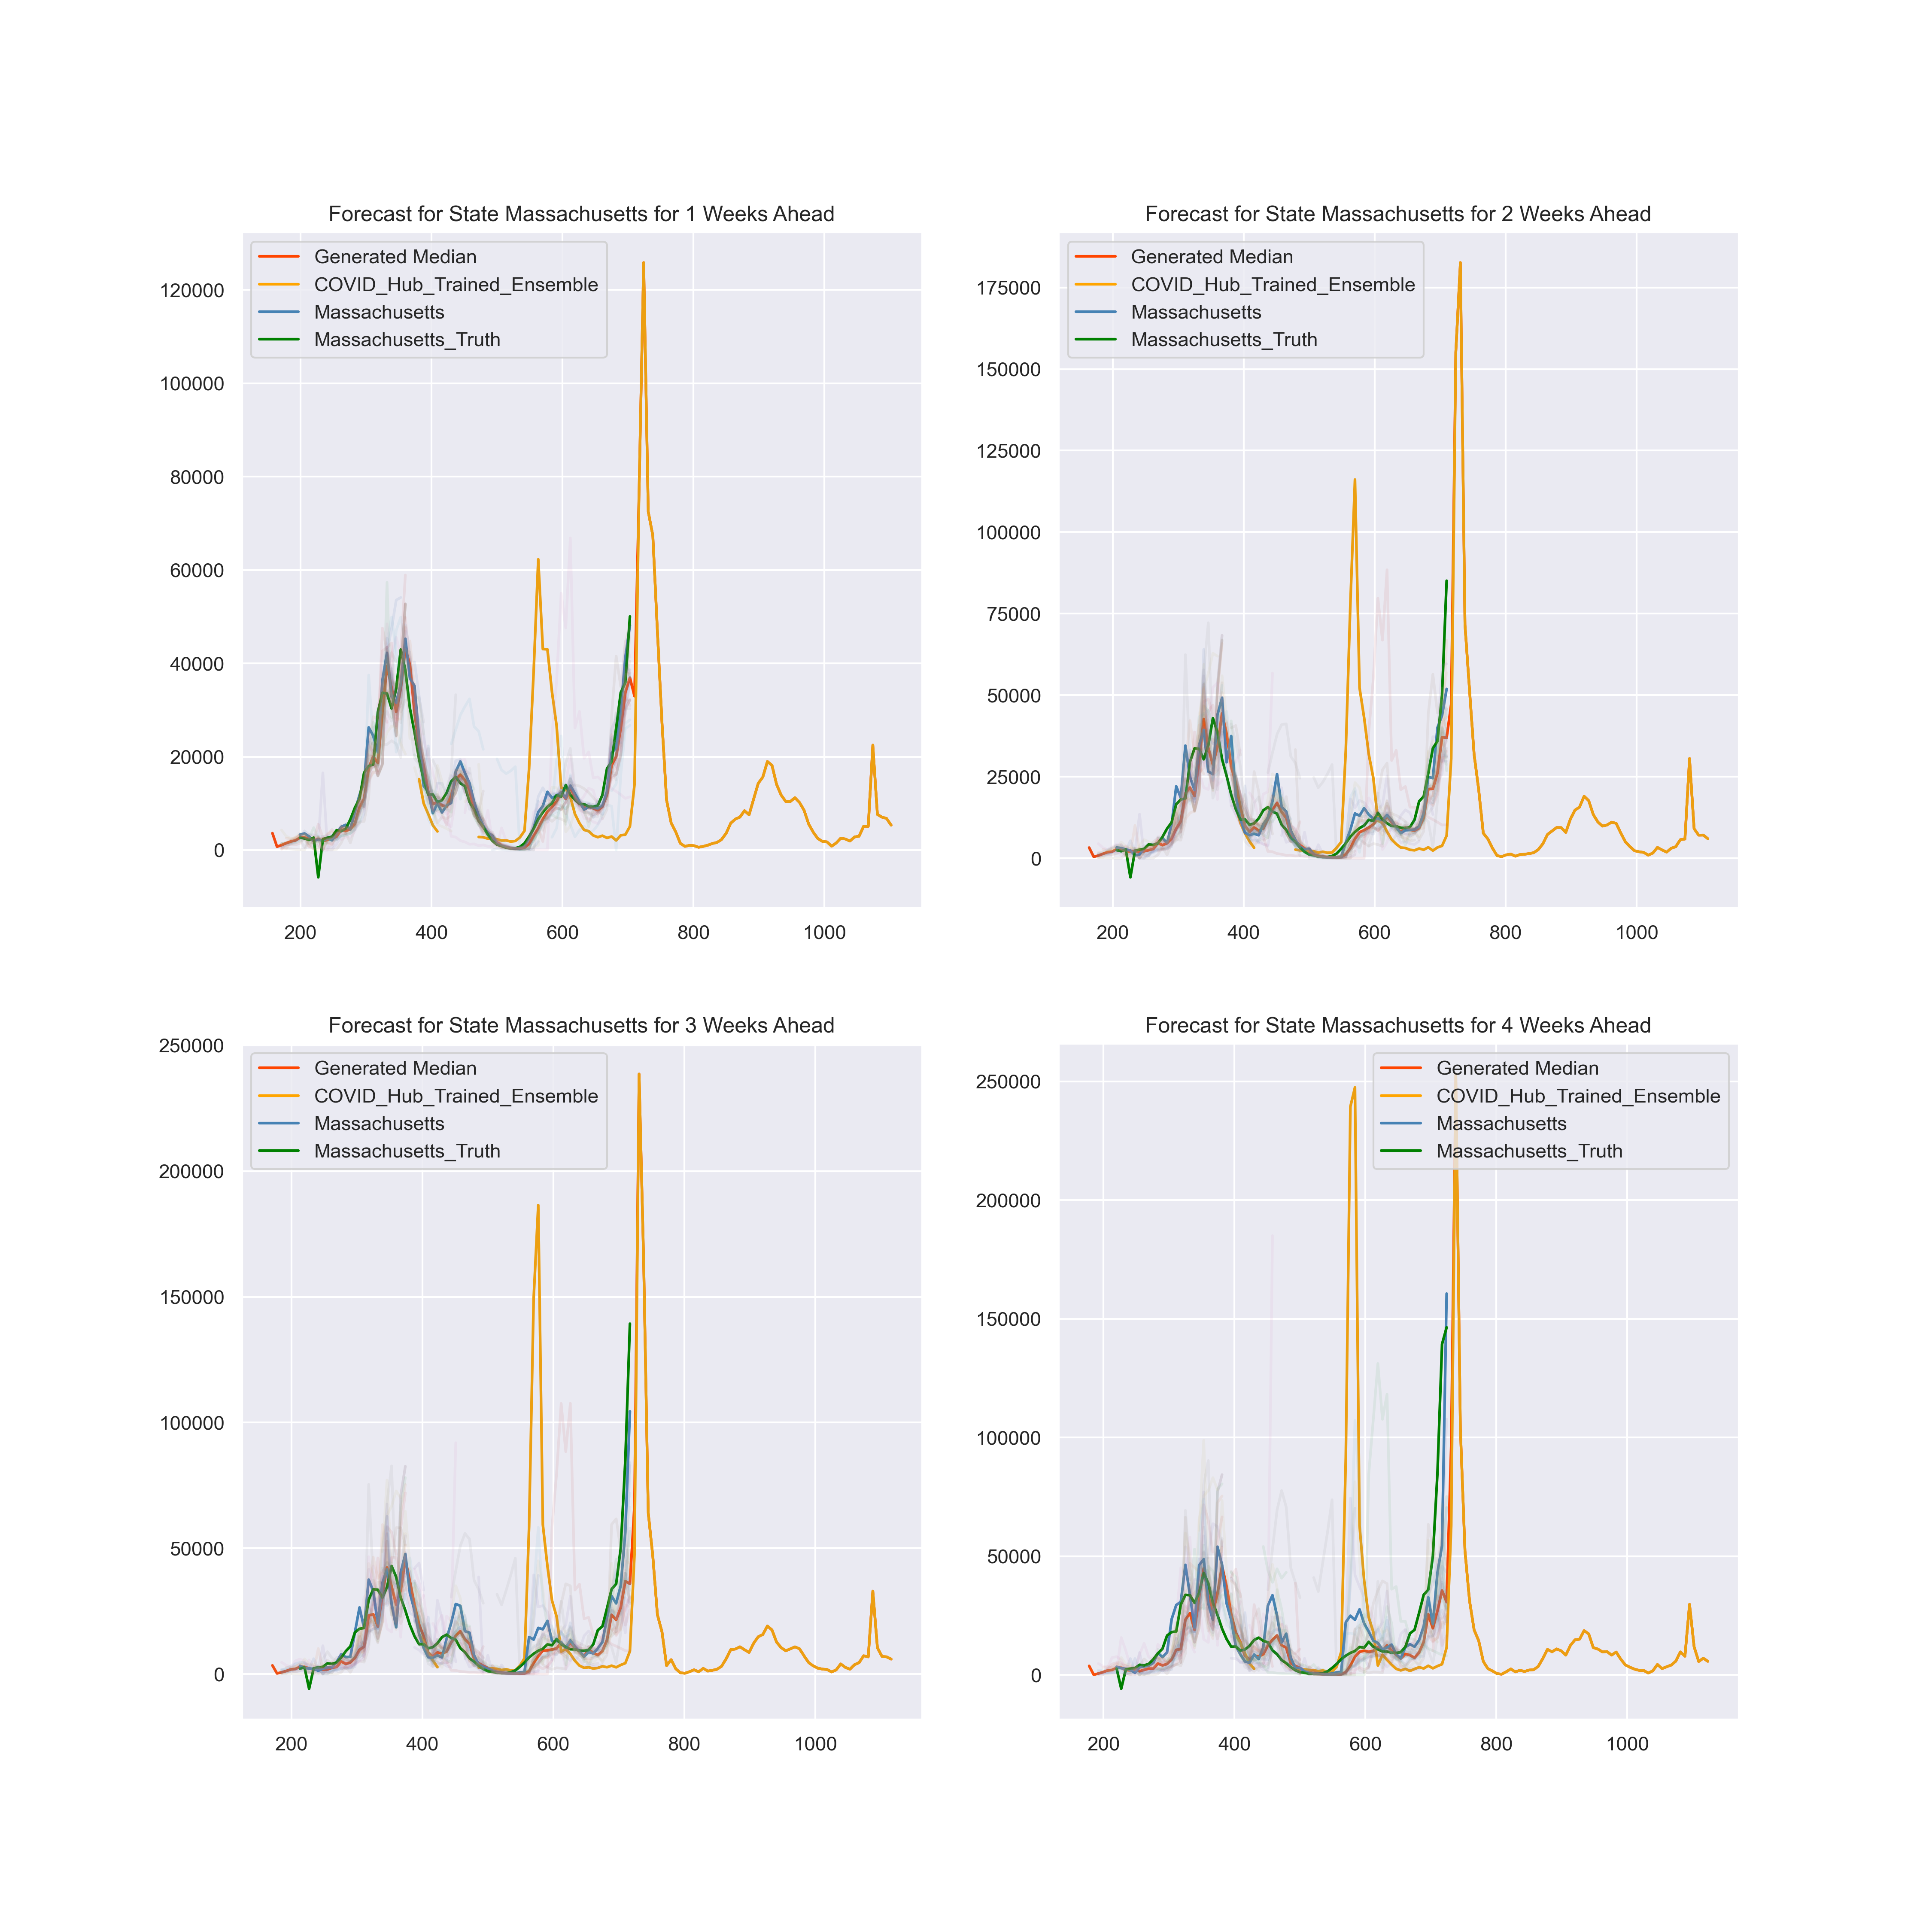 Forecast for State Massachusetts for 1 Weeks Ahead
Generated Median
COVID_Hub_Trained_Ensemble
Massachusetts
Massachusetts_Truth
120000
100000
80000
60000
40000
20000
0
200 400 600 800 1000
Forecast for State Massachusetts for 2 Weeks Ahead
Generated Median
COVID_Hub_Trained_Ensemble
Massachusetts
Massachusetts_Truth
175000
150000
125000
100000
75000
50000
25000
0
200 400 600 800 1000
Forecast for State Massachusetts for 3 Weeks Ahead
Generated Median
COVID_Hub_Trained_Ensemble
Massachusetts
Massachusetts_Truth
250000
200000
150000
100000
50000
0
200 400 600 800 1000
Forecast for State Massachusetts for 4 Weeks Ahead
Generated Median
COVID_Hub_Trained_Ensemble
Massachusetts
Massachusetts_Truth
250000
200000
150000
100000
50000
0
200 400 600 800 1000